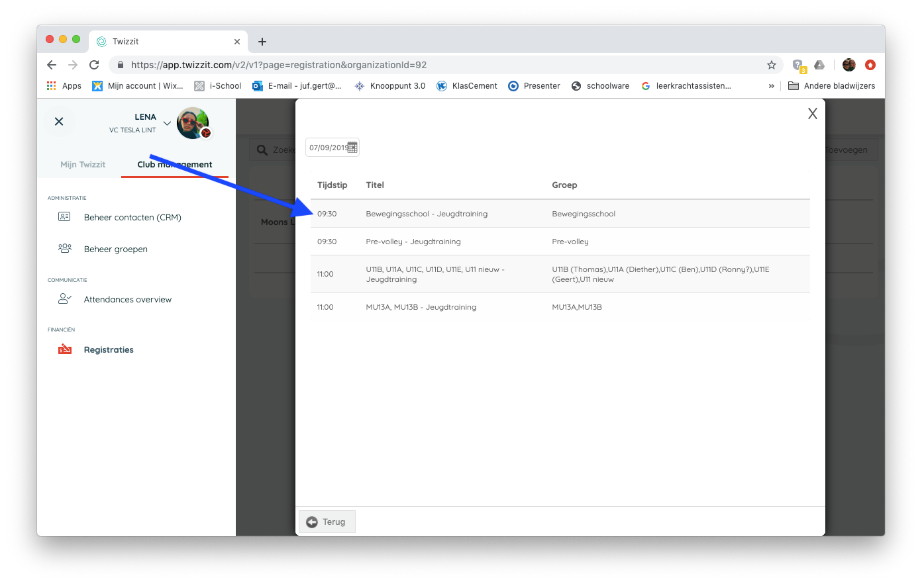 Twizzit
https://app.twizzit.com/v2/v1?page=registration&organizationId=92
Apps
Mijn account | Wix...
i-School
E-mail - juf.gert@...
Knooppunt 3.0
KlasCement
Presenter
schoolware
leerkrachtassisten...
»
Andere bladwijzers
LENA
VC TESLA LINT
Mijn Twizzit
Club management
ADMINISTRATIE
Beheer contacten (CRM)
Beheer groepen
COMMUNICATIE
Attendances overview
FINANCIËN
Registraties
Zoeke
Moons
Toevoegen
X
07/09/2019
Tijdstip Titel Groep
09:30 Bewegingsschool - Jeugdtraining Bewegingsschool
09:30 Pre-volley - Jeugdtraining Pre-volley
11:00 U11B, U11A, U11C, U11D, U11E, U11 nieuw - Jeugdtraining U11B (Thomas),U11A (Diether),U11C (Ben),U11D (Ronny?),U11E (Geert),U11 nieuw
11:00 MU13A, MU13B - Jeugdtraining MU13A,MU13B
Terug